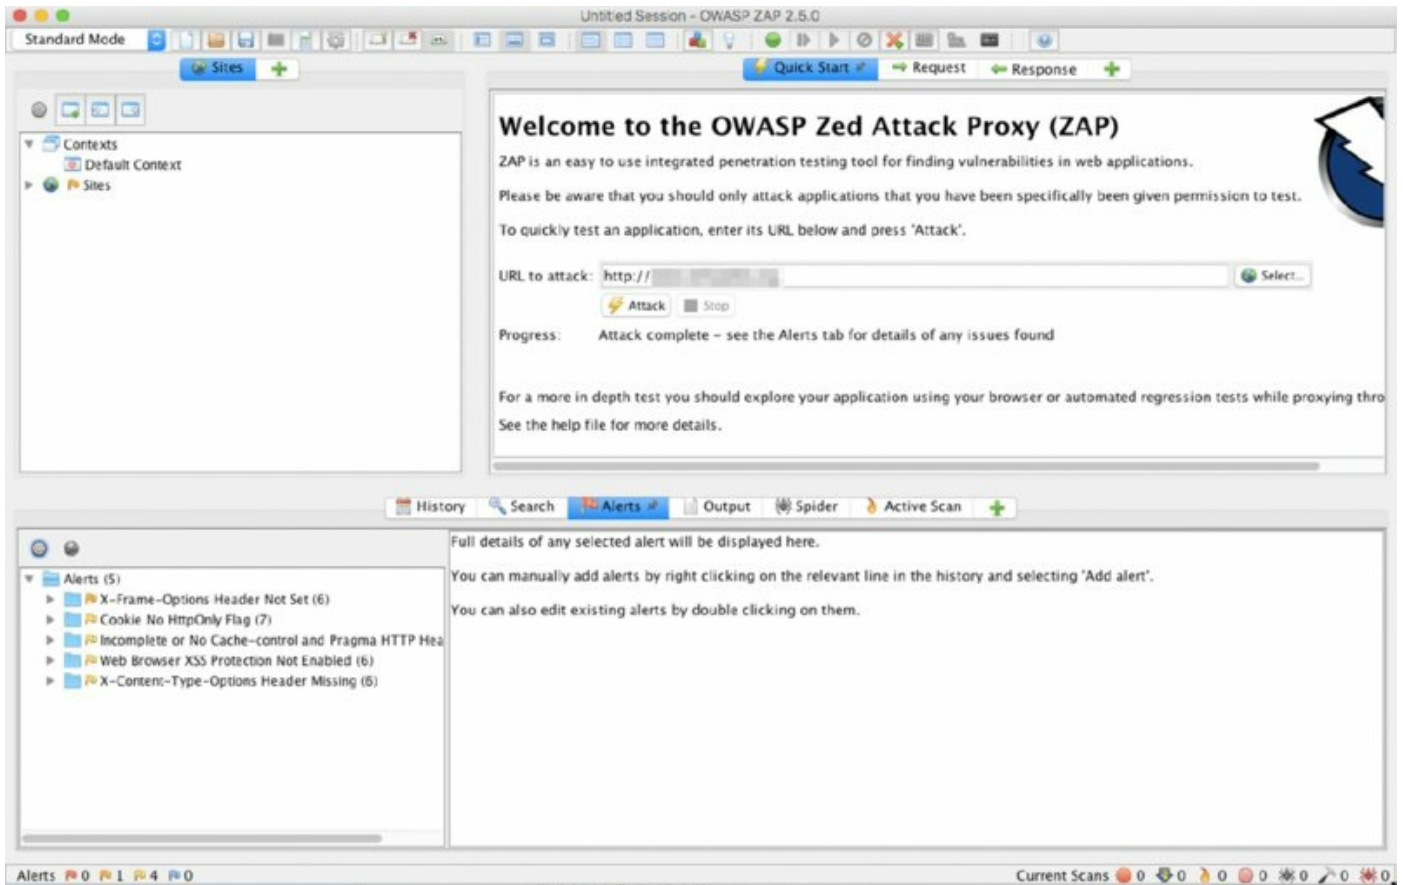 Untitled Session - OWASP ZAP 2.5.0
Standard Mode
Sites
Quick Start
Request
Response
Contexts
Default Context
Sites
Welcome to the OWASP Zed Attack Proxy (ZAP)
ZAP is an easy to use integrated penetration testing tool for finding vulnerabilities in web applications.
Please be aware that you should only attack applications that you have been specifically been given permission to test.
To quickly test an application, enter its URL below and press 'Attack'.
URL to attack: http://
Select...
Attack
Stop
Progress: Attack complete – see the Alerts tab for details of any issues found
For a more in depth test you should explore your application using your browser or automated regression tests while proxying thro
See the help file for more details.
History
Search
Alerts
Output
Spider
Active Scan
Alerts (5)
X-Frame-Options Header Not Set (6)
Cookie No HttpOnly Flag (7)
Incomplete or No Cache-control and Pragma HTTP Hea
Web Browser XSS Protection Not Enabled (6)
X-Content-Type-Options Header Missing (6)
Full details of any selected alert will be displayed here.
You can manually add alerts by right clicking on the relevant line in the history and selecting 'Add alert'.
You can also edit existing alerts by double clicking on them.
Alerts 0 1 4 0
Current Scans 0 0 0 0 0 0 0